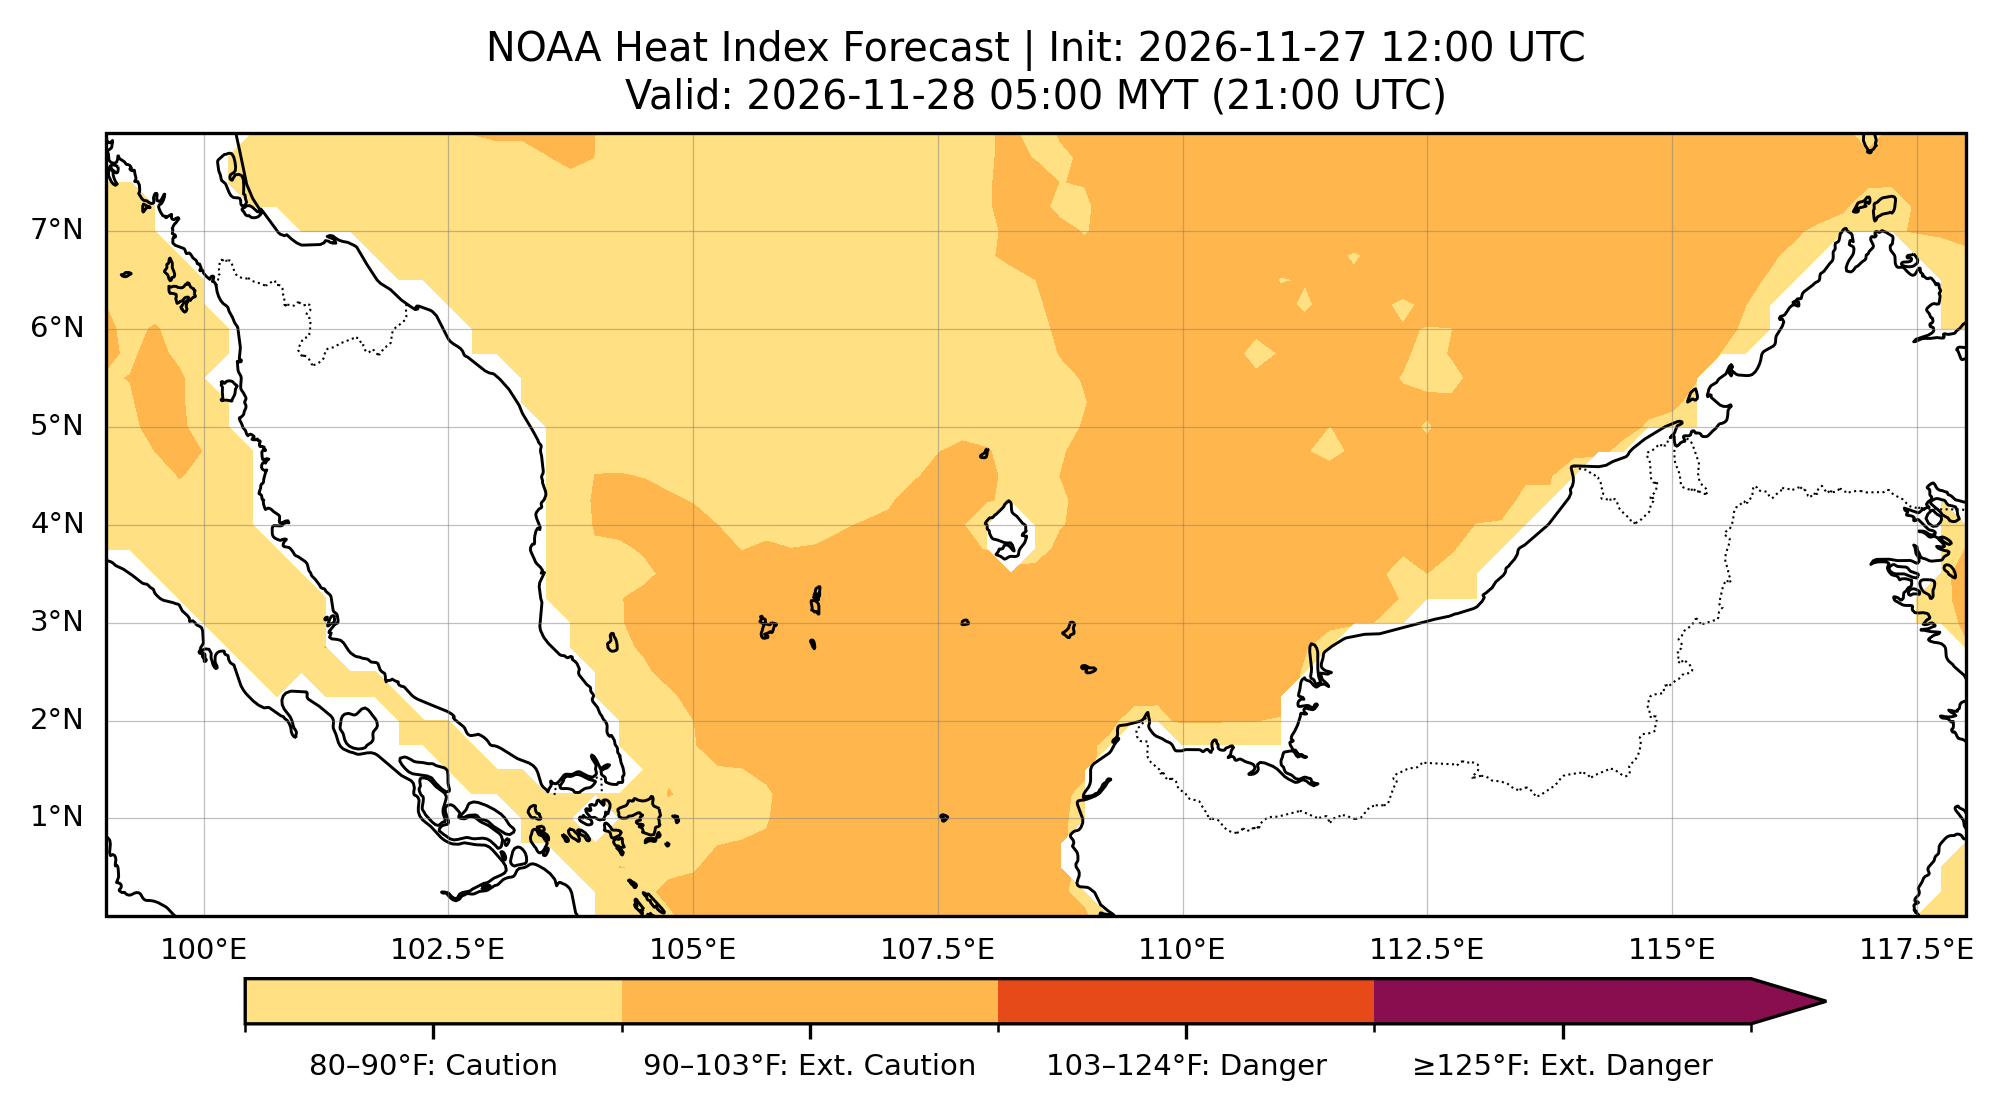 NOAA Heat Index Forecast | Init: 2026-11-27 12:00 UTC
Valid: 2026-11-28 05:00 MYT (21:00 UTC)
7°N
6°N
5°N
4°N
3°N
2°N
1°N
100°E
102.5°E
105°E
107.5°E
110°E
112.5°E
115°E
117.5°E
80–90°F: Caution
90–103°F: Ext. Caution
103–124°F: Danger
≥125°F: Ext. Danger